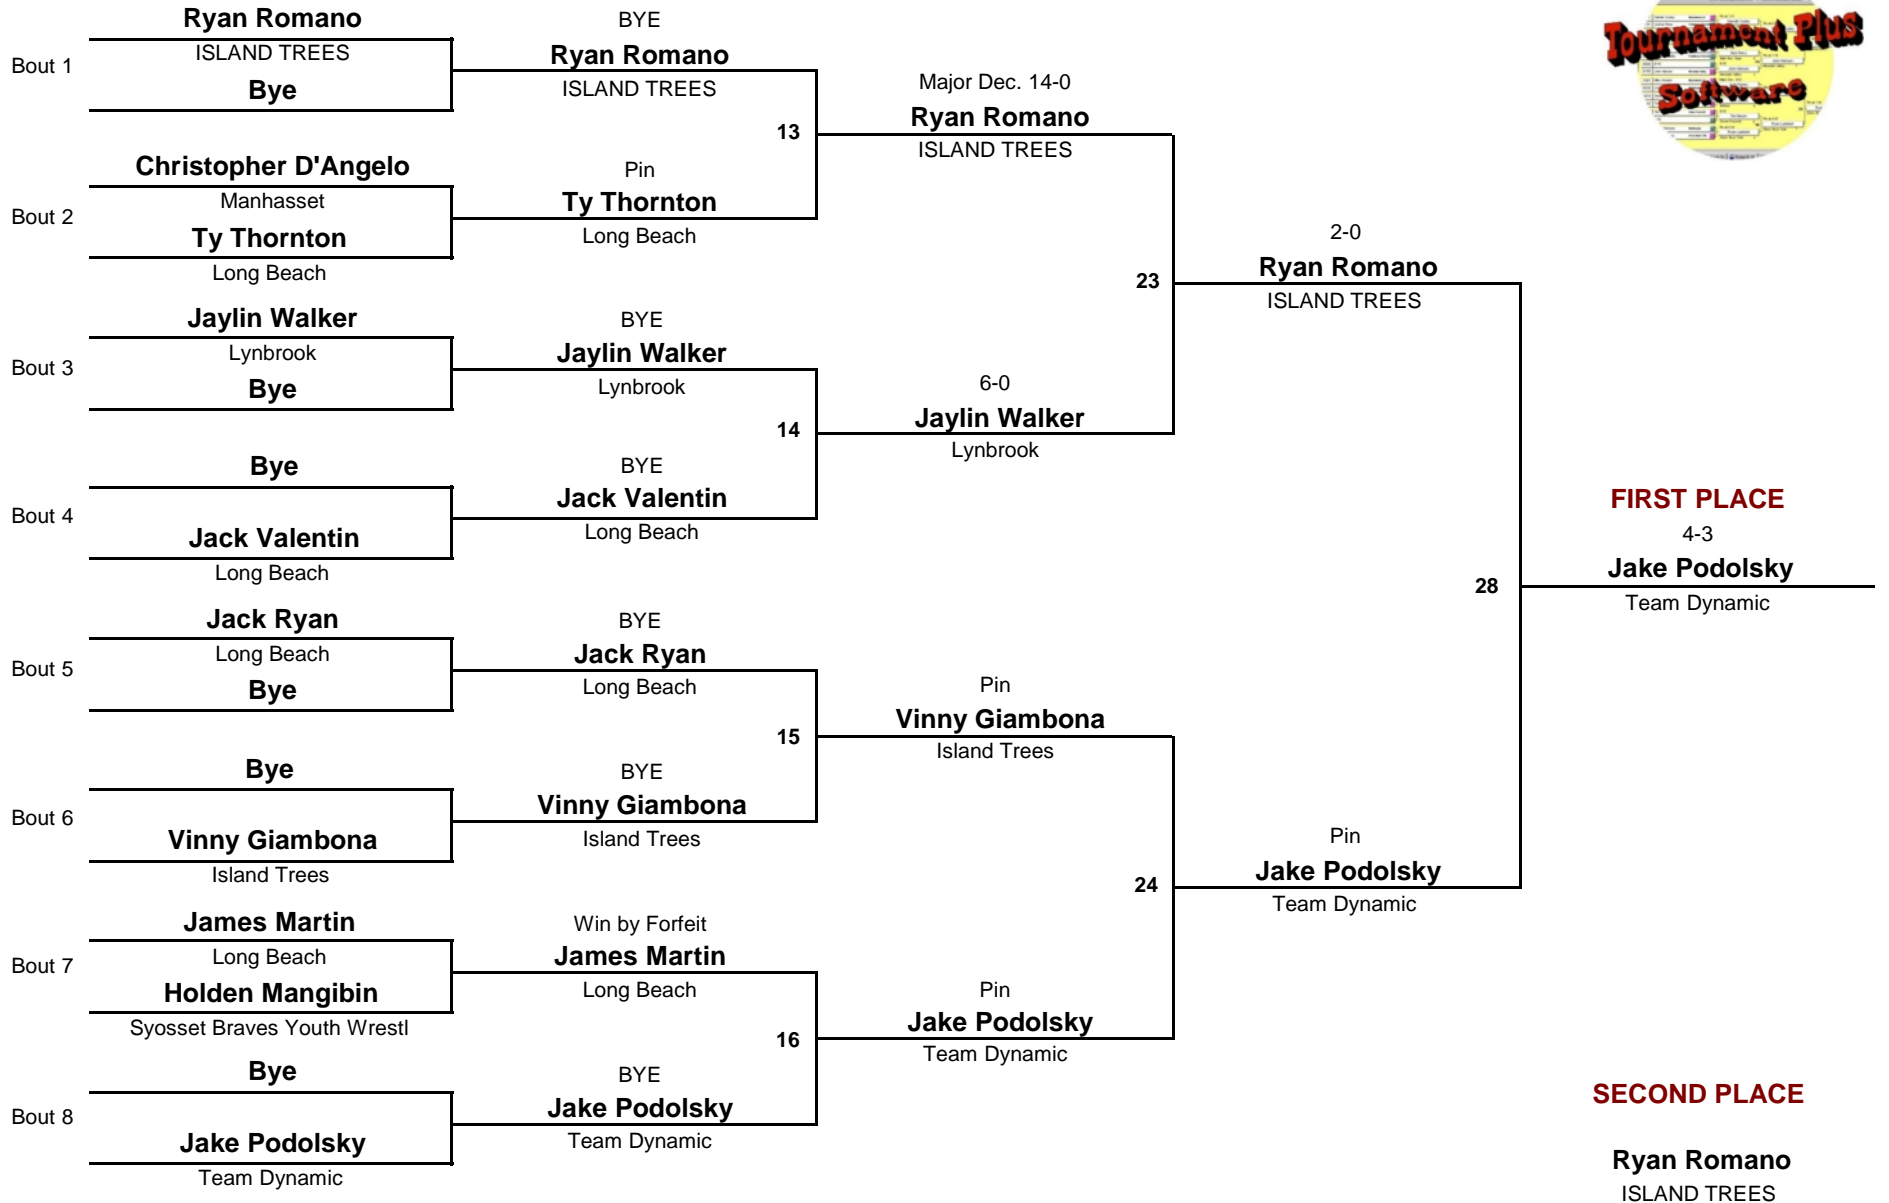 Ryan Romano
Bout 1
ISLAND TREES
Bye
Christopher D'Angelo
Bout 2
Manhasset
Ty Thornton
Long Beach
Jaylin Walker
Bout 3
Lynbrook
Bye
Bye
Bout 4
Jack Valentin
Long Beach
Jack Ryan
Bout 5
Long Beach
Bye
Bye
Bout 6
Vinny Giambona
Island Trees
James Martin
Bout 7
Long Beach
Holden Mangibin
Syosset Braves Youth Wrestl
Bye
Bout 8
Jake Podolsky
Team Dynamic
BYE
Ryan Romano
ISLAND TREES
13
Pin
Ty Thornton
Long Beach
BYE
Jaylin Walker
Lynbrook
14
BYE
Jack Valentin
Long Beach
BYE
Jack Ryan
Long Beach
15
BYE
Vinny Giambona
Island Trees
Win by Forfeit
James Martin
Long Beach
16
BYE
Jake Podolsky
Team Dynamic
Major Dec. 14-0
Ryan Romano
ISLAND TREES
23
6-0
Jaylin Walker
Lynbrook
Pin
Vinny Giambona
Island Trees
24
Pin
Jake Podolsky
Team Dynamic
2-0
Ryan Romano
ISLAND TREES
28
Pin
Jake Podolsky
Team Dynamic
Tournament Plus
Software
FIRST PLACE
4-3
Jake Podolsky
Team Dynamic
SECOND PLACE
Ryan Romano
ISLAND TREES